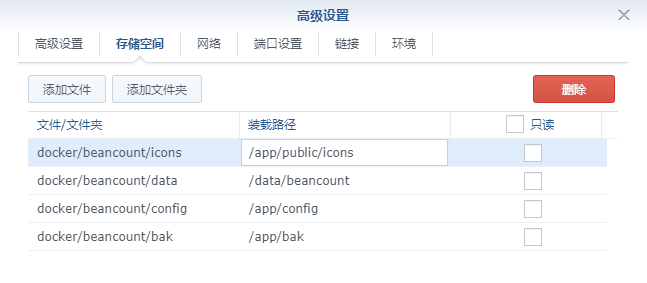 高级设置
高级设置 存储空间 网络 端口设置 链接 环境
添加文件 添加文件夹 删除
文件/文件夹 装载路径 只读
docker/beancount/icons /app/public/icons
docker/beancount/data /data/beancount
docker/beancount/config /app/config
docker/beancount/bak /app/bak